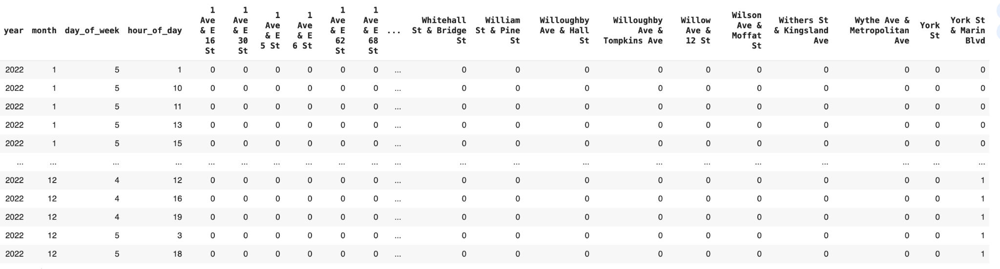 year month day_of_week hour_of_day 1 Ave & E 16 St 1 Ave & E 30 St 1 Ave & E 5 St 1 Ave & E 6 St 1 Ave & E 62 St 1 Ave & E 68 St ... Whitehall St & Bridge St William St & Pine St Willoughby Ave & Hall St Willoughby Ave & Tompkins Ave Willow Ave & 12 St Wilson Ave & Moffat St Withers St & Kingsland Ave Wythe Ave & Metropolitan Ave York St York St & Marin Blvd
2022 1 5 1 0 0 0 0 0 0 ... 0 0 0 0 0 0 0 0 0 0
2022 1 5 10 0 0 0 0 0 0 ... 0 0 0 0 0 0 0 0 0 0
2022 1 5 11 0 0 0 0 0 0 ... 0 0 0 0 0 0 0 0 0 0
2022 1 5 13 0 0 0 0 0 0 ... 0 0 0 0 0 0 0 0 0 0
2022 1 5 15 0 0 0 0 0 0 ... 0 0 0 0 0 0 0 0 0 0
... ... ... ... ... ... ... ... ... ... ... ... ... ... ... ... ... ... ... ... ...
2022 12 4 12 0 0 0 0 0 0 ... 0 0 0 0 0 0 0 0 0 1
2022 12 4 16 0 0 0 0 0 0 ... 0 0 0 0 0 0 0 0 0 1
2022 12 4 19 0 0 0 0 0 0 ... 0 0 0 0 0 0 0 0 0 1
2022 12 5 3 0 0 0 0 0 0 ... 0 0 0 0 0 0 0 0 0 1
2022 12 5 18 0 0 0 0 0 0 ... 0 0 0 0 0 0 0 0 0 1